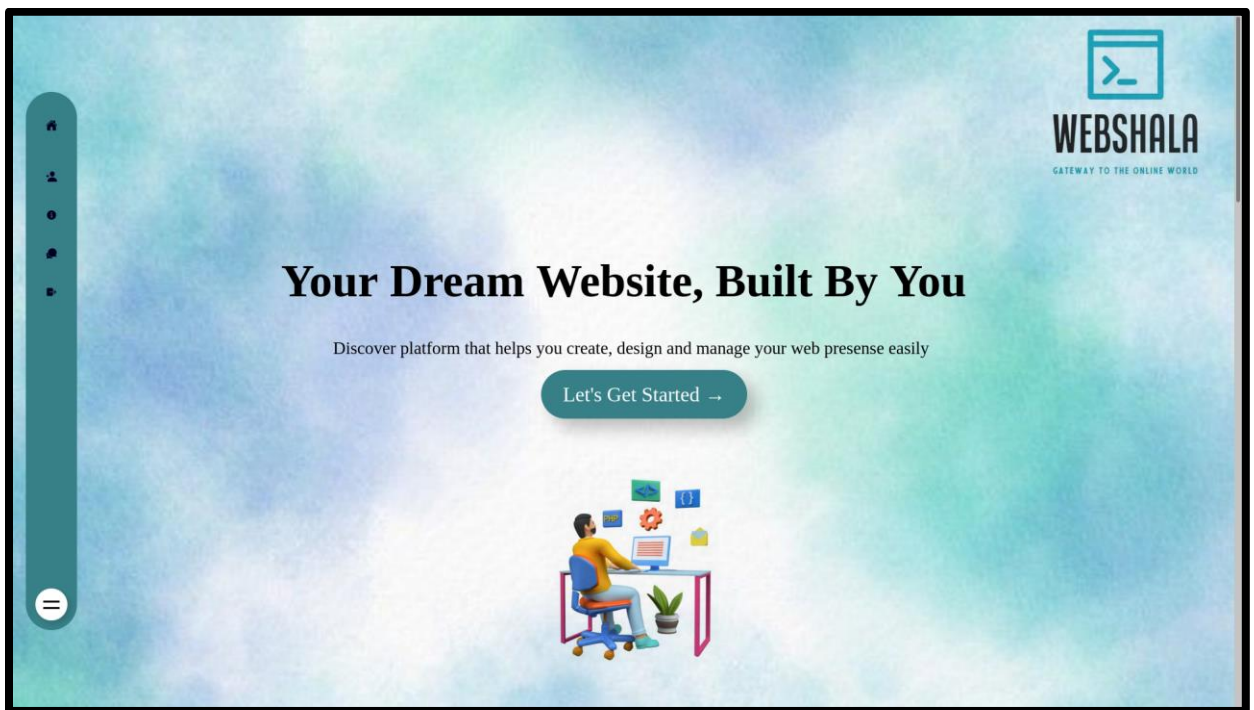 WEBSHALA
GATEWAY TO THE ONLINE WORLD
Your Dream Website, Built By You
Discover platform that helps you create, design and manage your web presense easily
Let's Get Started →
</>
{}
PHP